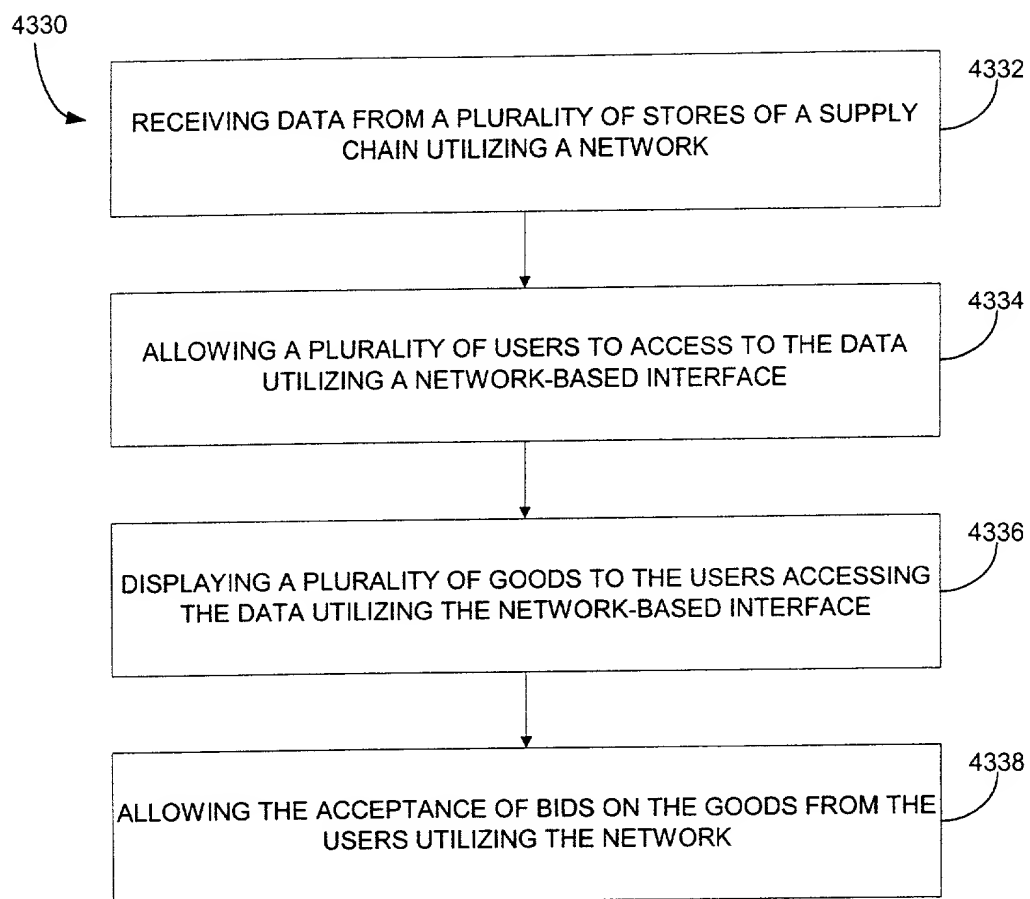 4330
4332
RECEIVING DATA FROM A PLURALITY OF STORES OF A SUPPLY
CHAIN UTILIZING A NETWORK
4334
ALLOWING A PLURALITY OF USERS TO ACCESS TO THE DATA
UTILIZING A NETWORK-BASED INTERFACE
4336
DISPLAYING A PLURALITY OF GOODS TO THE USERS ACCESSING
THE DATA UTILIZING THE NETWORK-BASED INTERFACE
4338
ALLOWING THE ACCEPTANCE OF BIDS ON THE GOODS FROM THE
USERS UTILIZING THE NETWORK